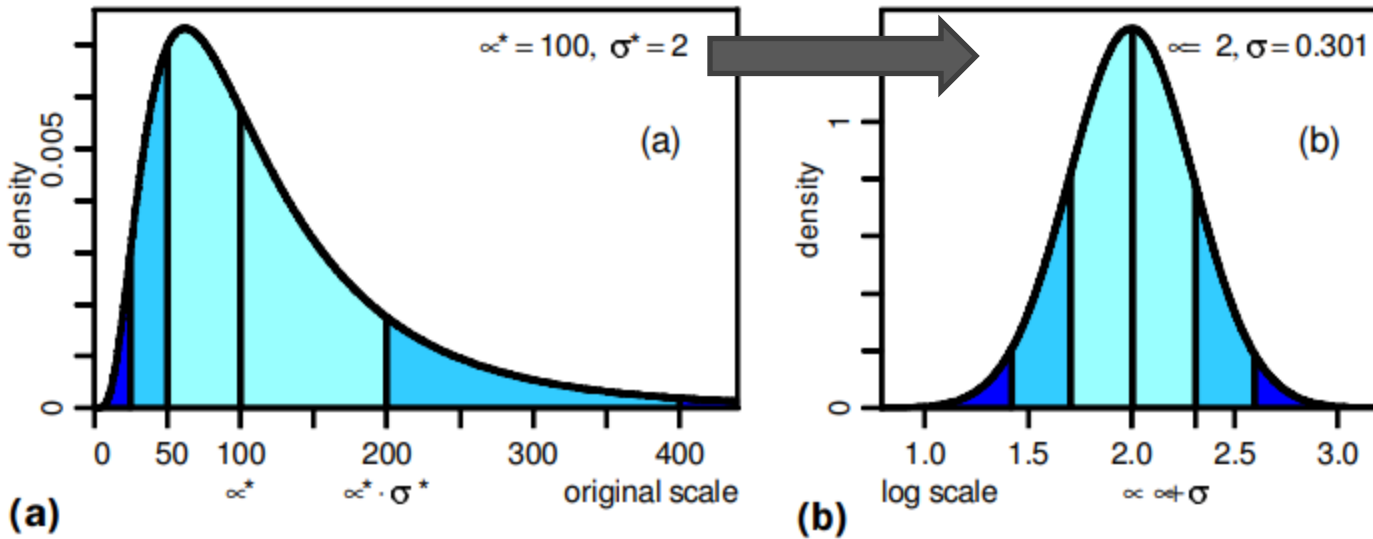 ∝* = 100, σ* = 2
(a)
density
0 0.005
0 50 100 200 300 400
∝* ∝* · σ* original scale
(a)
∝= 2, σ = 0.301
(b)
density
0 1
1.0 1.5 2.0 2.5 3.0
log scale ∝ ∝+ σ
(b)